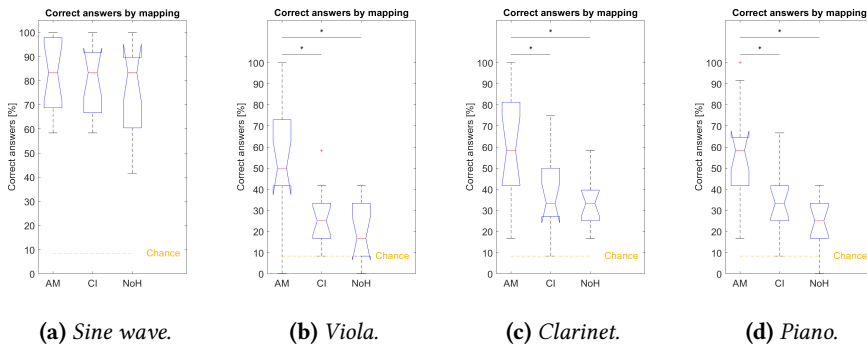 Correct answers by mapping
Correct answers [%]
100
90
80
70
60
50
40
30
20
10
0
Chance
AM CI NoH
(a) Sine wave.
Correct answers by mapping
*
*
Correct answers [%]
100
90
80
70
60
50
40
30
20
10
0
Chance
AM CI NoH
(b) Viola.
Correct answers by mapping
*
*
Correct answers [%]
100
90
80
70
60
50
40
30
20
10
0
Chance
AM CI NoH
(c) Clarinet.
Correct answers by mapping
*
*
Correct answers [%]
100
90
80
70
60
50
40
30
20
10
0
Chance
AM CI NoH
(d) Piano.